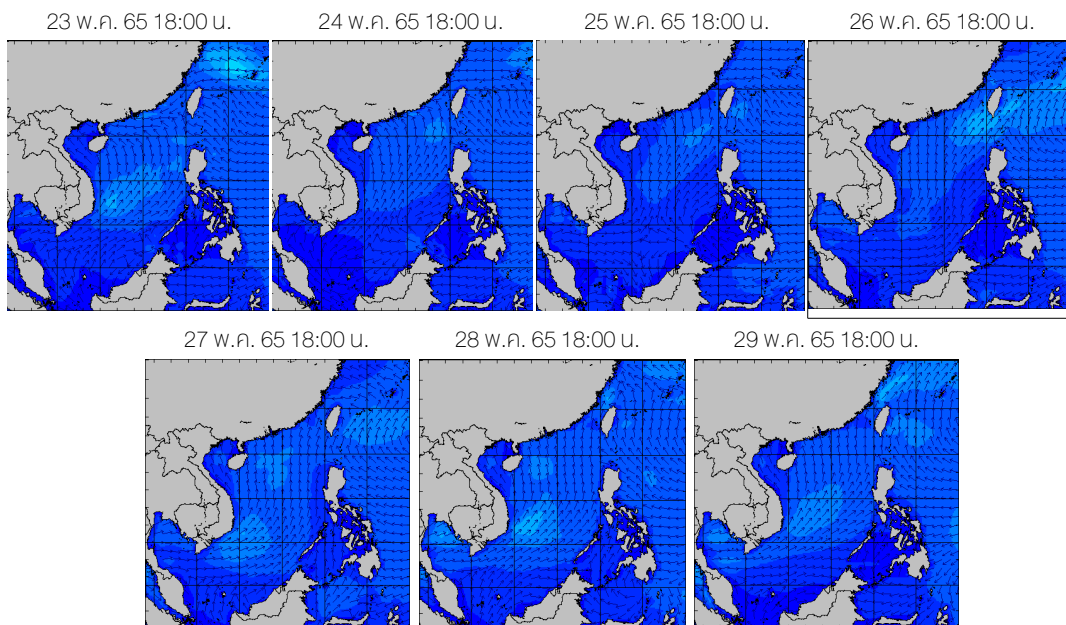 23 พ.ค. 65 18:00 น.
24 พ.ค. 65 18:00 น.
25 พ.ค. 65 18:00 น.
26 พ.ค. 65 18:00 น.
27 พ.ค. 65 18:00 น.
28 พ.ค. 65 18:00 น.
29 พ.ค. 65 18:00 น.